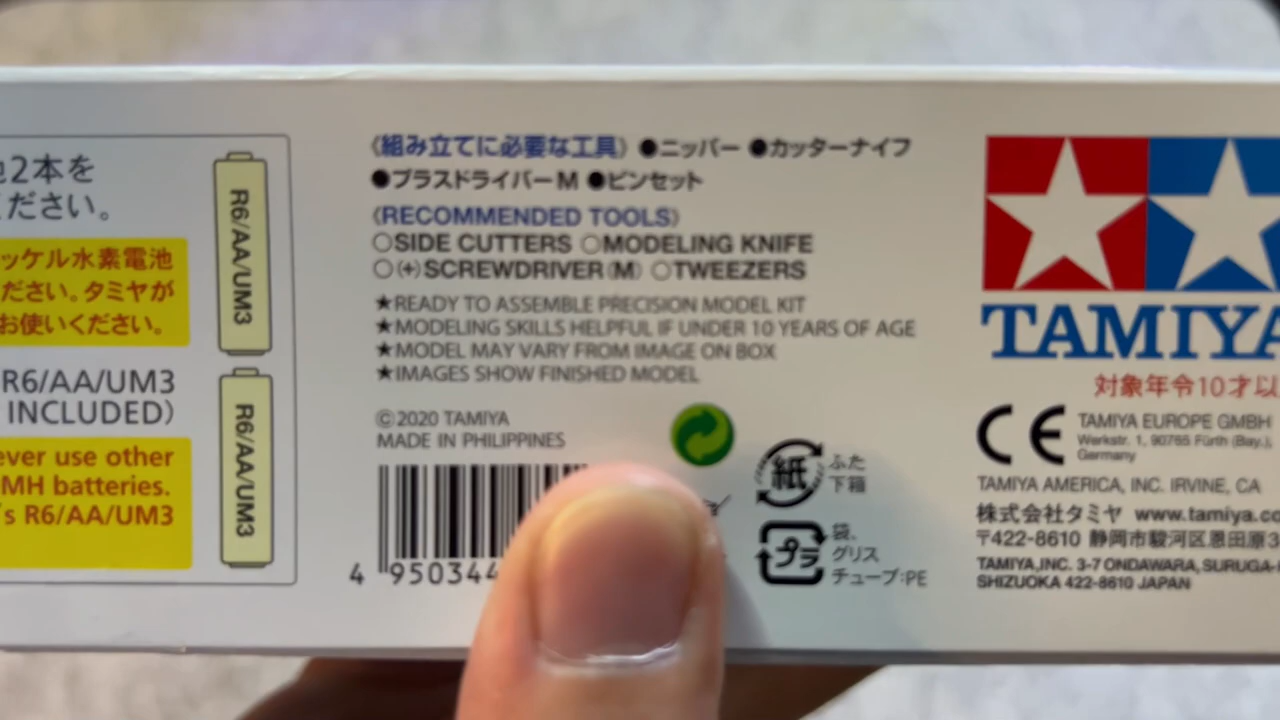 池2本を
ください。
ッケル水素電池
ださい。タミヤが
お使いください。
R6/AA/UM3
INCLUDED)
ever use other
MH batteries.
's R6/AA/UM3
R6/AA/UM3
R6/AA/UM3
《組み立てに必要な工具》 ●ニッパー ●カッターナイフ
●プラスドライバーM ●ピンセット
《RECOMMENDED TOOLS》
○SIDE CUTTERS ○MODELING KNIFE
○(+)SCREWDRIVER(M) ○TWEEZERS
★READY TO ASSEMBLE PRECISION MODEL KIT
★MODELING SKILLS HELPFUL IF UNDER 10 YEARS OF AGE
★MODEL MAY VARY FROM IMAGE ON BOX
★IMAGES SHOW FINISHED MODEL
©2020 TAMIYA
MADE IN PHILIPPINES
4 950344
紙 ふた
下箱
プラ 袋、
グリス
チューブ:PE
TAMIYA
対象年令10才以
CE TAMIYA EUROPE GMBH
Werkstr. 1, 90765 Fürth (Bay.),
Germany
TAMIYA AMERICA, INC. IRVINE, CA
株式会社タミヤ www.tamiya.co
〒422-8610 静岡市駿河区恩田原3
TAMIYA,INC. 3-7 ONDAWARA, SURUGA-
SHIZUOKA 422-8610 JAPAN